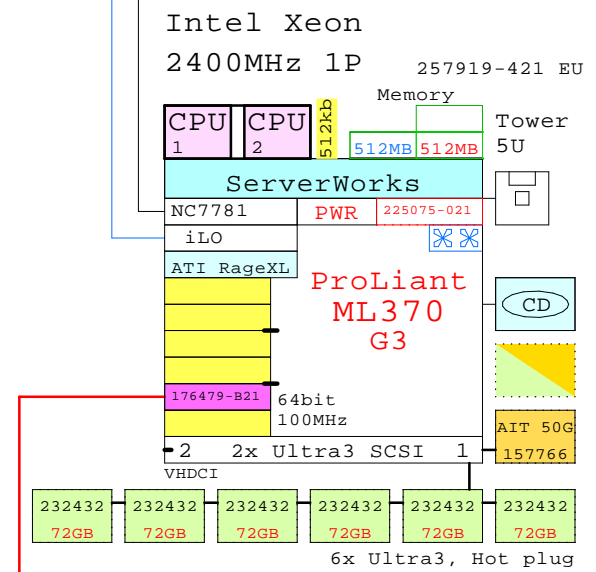 Intel Xeon
2400MHz 1P
257919-421 EU
Memory
CPU
1
CPU
2
512kb
512MB
512MB
Tower
5U
ServerWorks
NC7781
PWR
225075-021
iLO
ATI RageXL
ProLiant
ML370
G3
CD
176479-B21
64bit
100MHz
AIT 50G
157766
2 2x Ultra3 SCSI 1
VHDCI
232432 232432 232432 232432 232432 232432
72GB 72GB 72GB 72GB 72GB 72GB
6x Ultra3, Hot plug